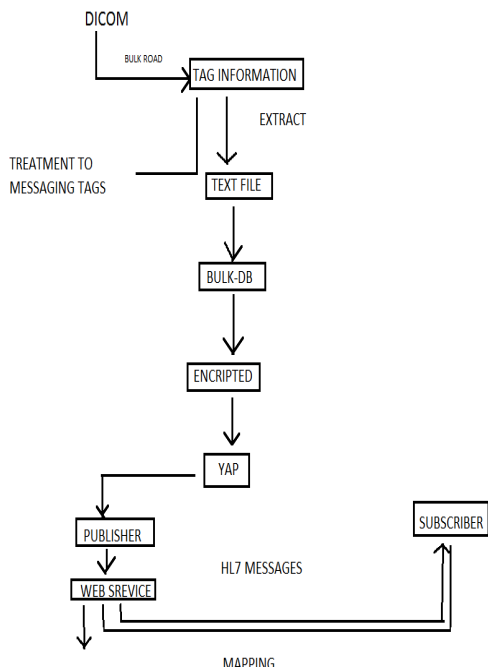 DICOM
BULK ROAD
TAG INFORMATION
EXTRACT
TREATMENT TO
MESSAGING TAGS
TEXT FILE
BULK-DB
ENCRIPTED
YAP
PUBLISHER
SUBSCRIBER
HL7 MESSAGES
WEB SREVICE
MAPPING